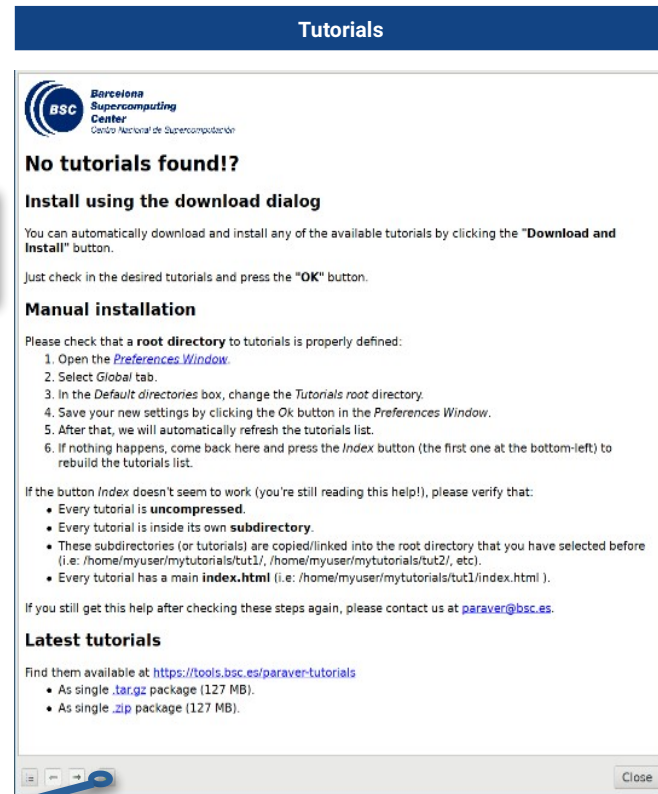 Tutorials
BSC
Barcelona
Supercomputing
Center
Centro Nacional de Supercomputación
No tutorials found!?
Install using the download dialog
You can automatically download and install any of the available tutorials by clicking the "Download and
Install" button.
Just check in the desired tutorials and press the "OK" button.
Manual installation
Please check that a root directory to tutorials is properly defined:
1. Open the Preferences Window.
2. Select Global tab.
3. In the Default directories box, change the Tutorials root directory.
4. Save your new settings by clicking the Ok button in the Preferences Window.
5. After that, we will automatically refresh the tutorials list.
6. If nothing happens, come back here and press the Index button (the first one at the bottom-left) to
rebuild the tutorials list.
If the button Index doesn't seem to work (you're still reading this help!), please verify that:
• Every tutorial is uncompressed.
• Every tutorial is inside its own subdirectory.
• These subdirectories (or tutorials) are copied/linked into the root directory that you have selected before
(i.e: /home/myuser/mytutorials/tut1/, /home/myuser/mytutorials/tut2/, etc).
• Every tutorial has a main index.html (i.e: /home/myuser/mytutorials/tut1/index.html ).
If you still get this help after checking these steps again, please contact us at paraver@bsc.es.
Latest tutorials
Find them available at https://tools.bsc.es/paraver-tutorials
• As single .tar.gz package (127 MB).
• As single .zip package (127 MB).
Close